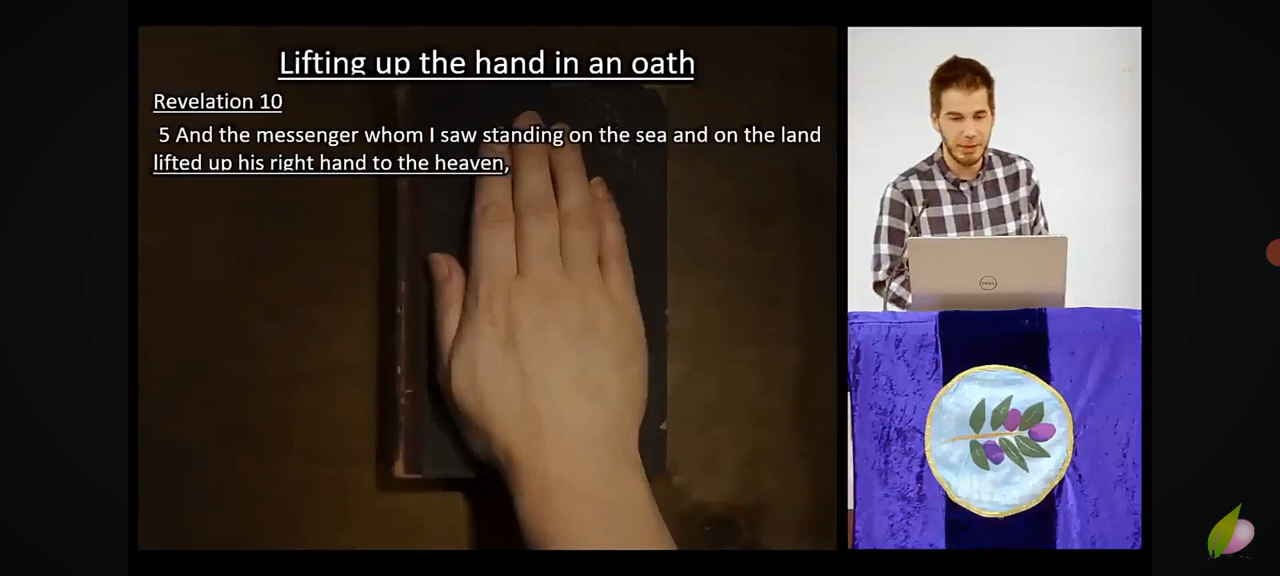 Lifting up the hand in an oath
Revelation 10
5 And the messenger whom I saw standing on the sea and on the land
lifted up his right hand to the heaven,
DELL